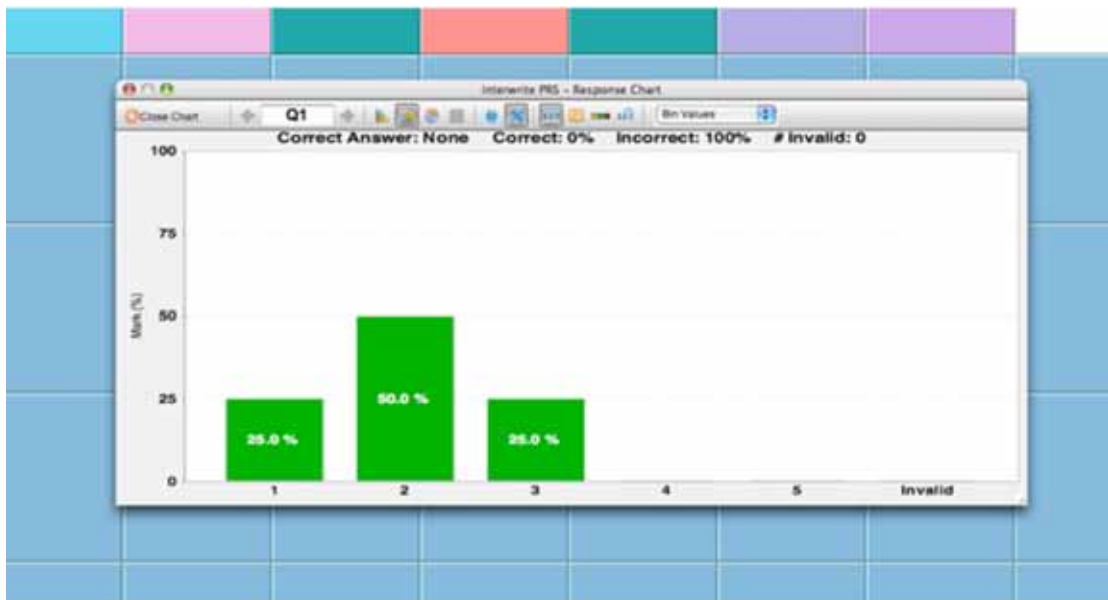 Interwrite PRS - Response Chart
Close Chart Q1 Bin Values
Correct Answer: None Correct: 0% Incorrect: 100% # Invalid: 0
100
75
50
25
0
Mark (%)
25.0 %
50.0 %
25.0 %
1 2 3 4 5 Invalid